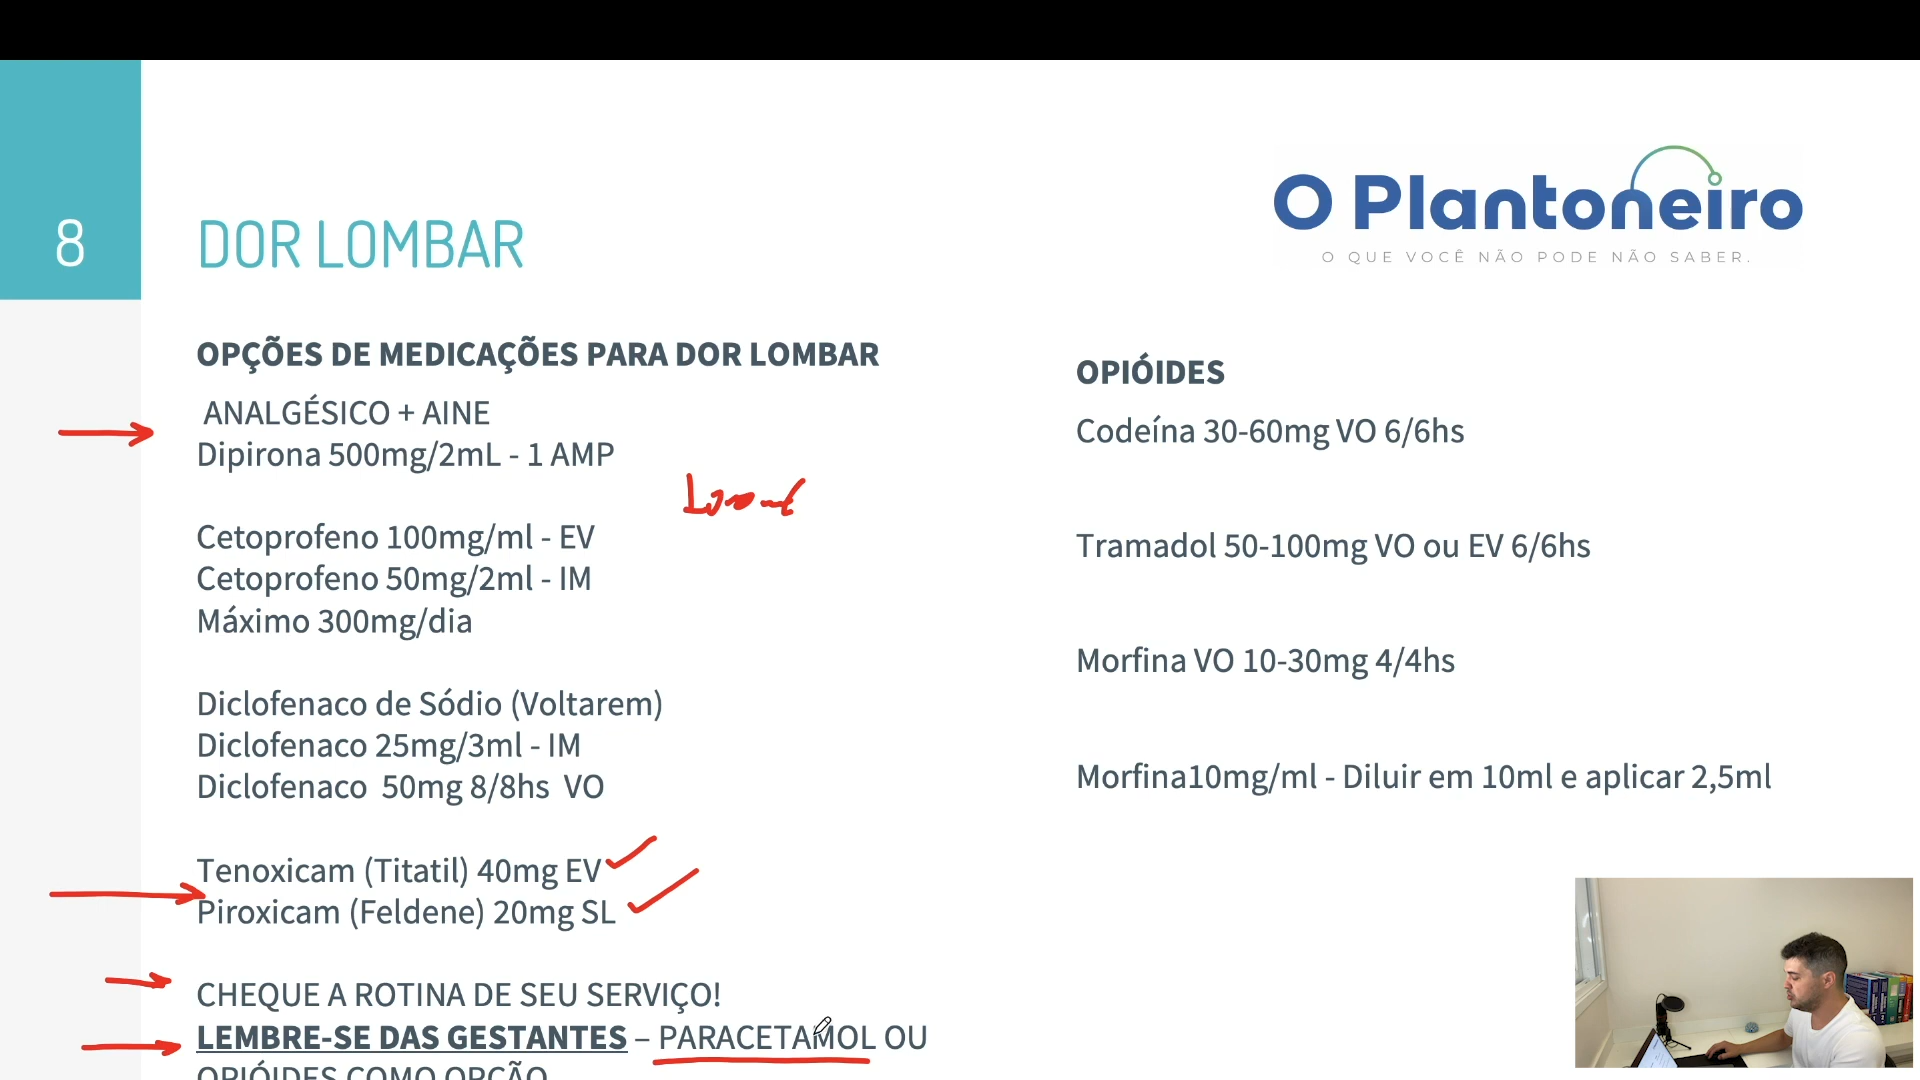 8
DOR LOMBAR
O Plantoneiro
O QUE VOCÊ NÃO PODE NÃO SABER.
OPÇÕES DE MEDICAÇÕES PARA DOR LOMBAR
ANALGÉSICO + AINE
Dipirona 500mg/2mL - 1 AMP
Cetoprofeno 100mg/ml - EV
Cetoprofeno 50mg/2ml - IM
Máximo 300mg/dia
Diclofenaco de Sódio (Voltarem)
Diclofenaco 25mg/3ml - IM
Diclofenaco 50mg 8/8hs VO
Tenoxicam (Titatil) 40mg EV
Piroxicam (Feldene) 20mg SL
CHEQUE A ROTINA DE SEU SERVIÇO!
LEMBRE-SE DAS GESTANTES – PARACETAMOL OU
OPIÓIDES COMO OPÇÃO
OPIÓIDES
Codeína 30-60mg VO 6/6hs
Tramadol 50-100mg VO ou EV 6/6hs
Morfina VO 10-30mg 4/4hs
Morfina10mg/ml - Diluir em 10ml e aplicar 2,5ml